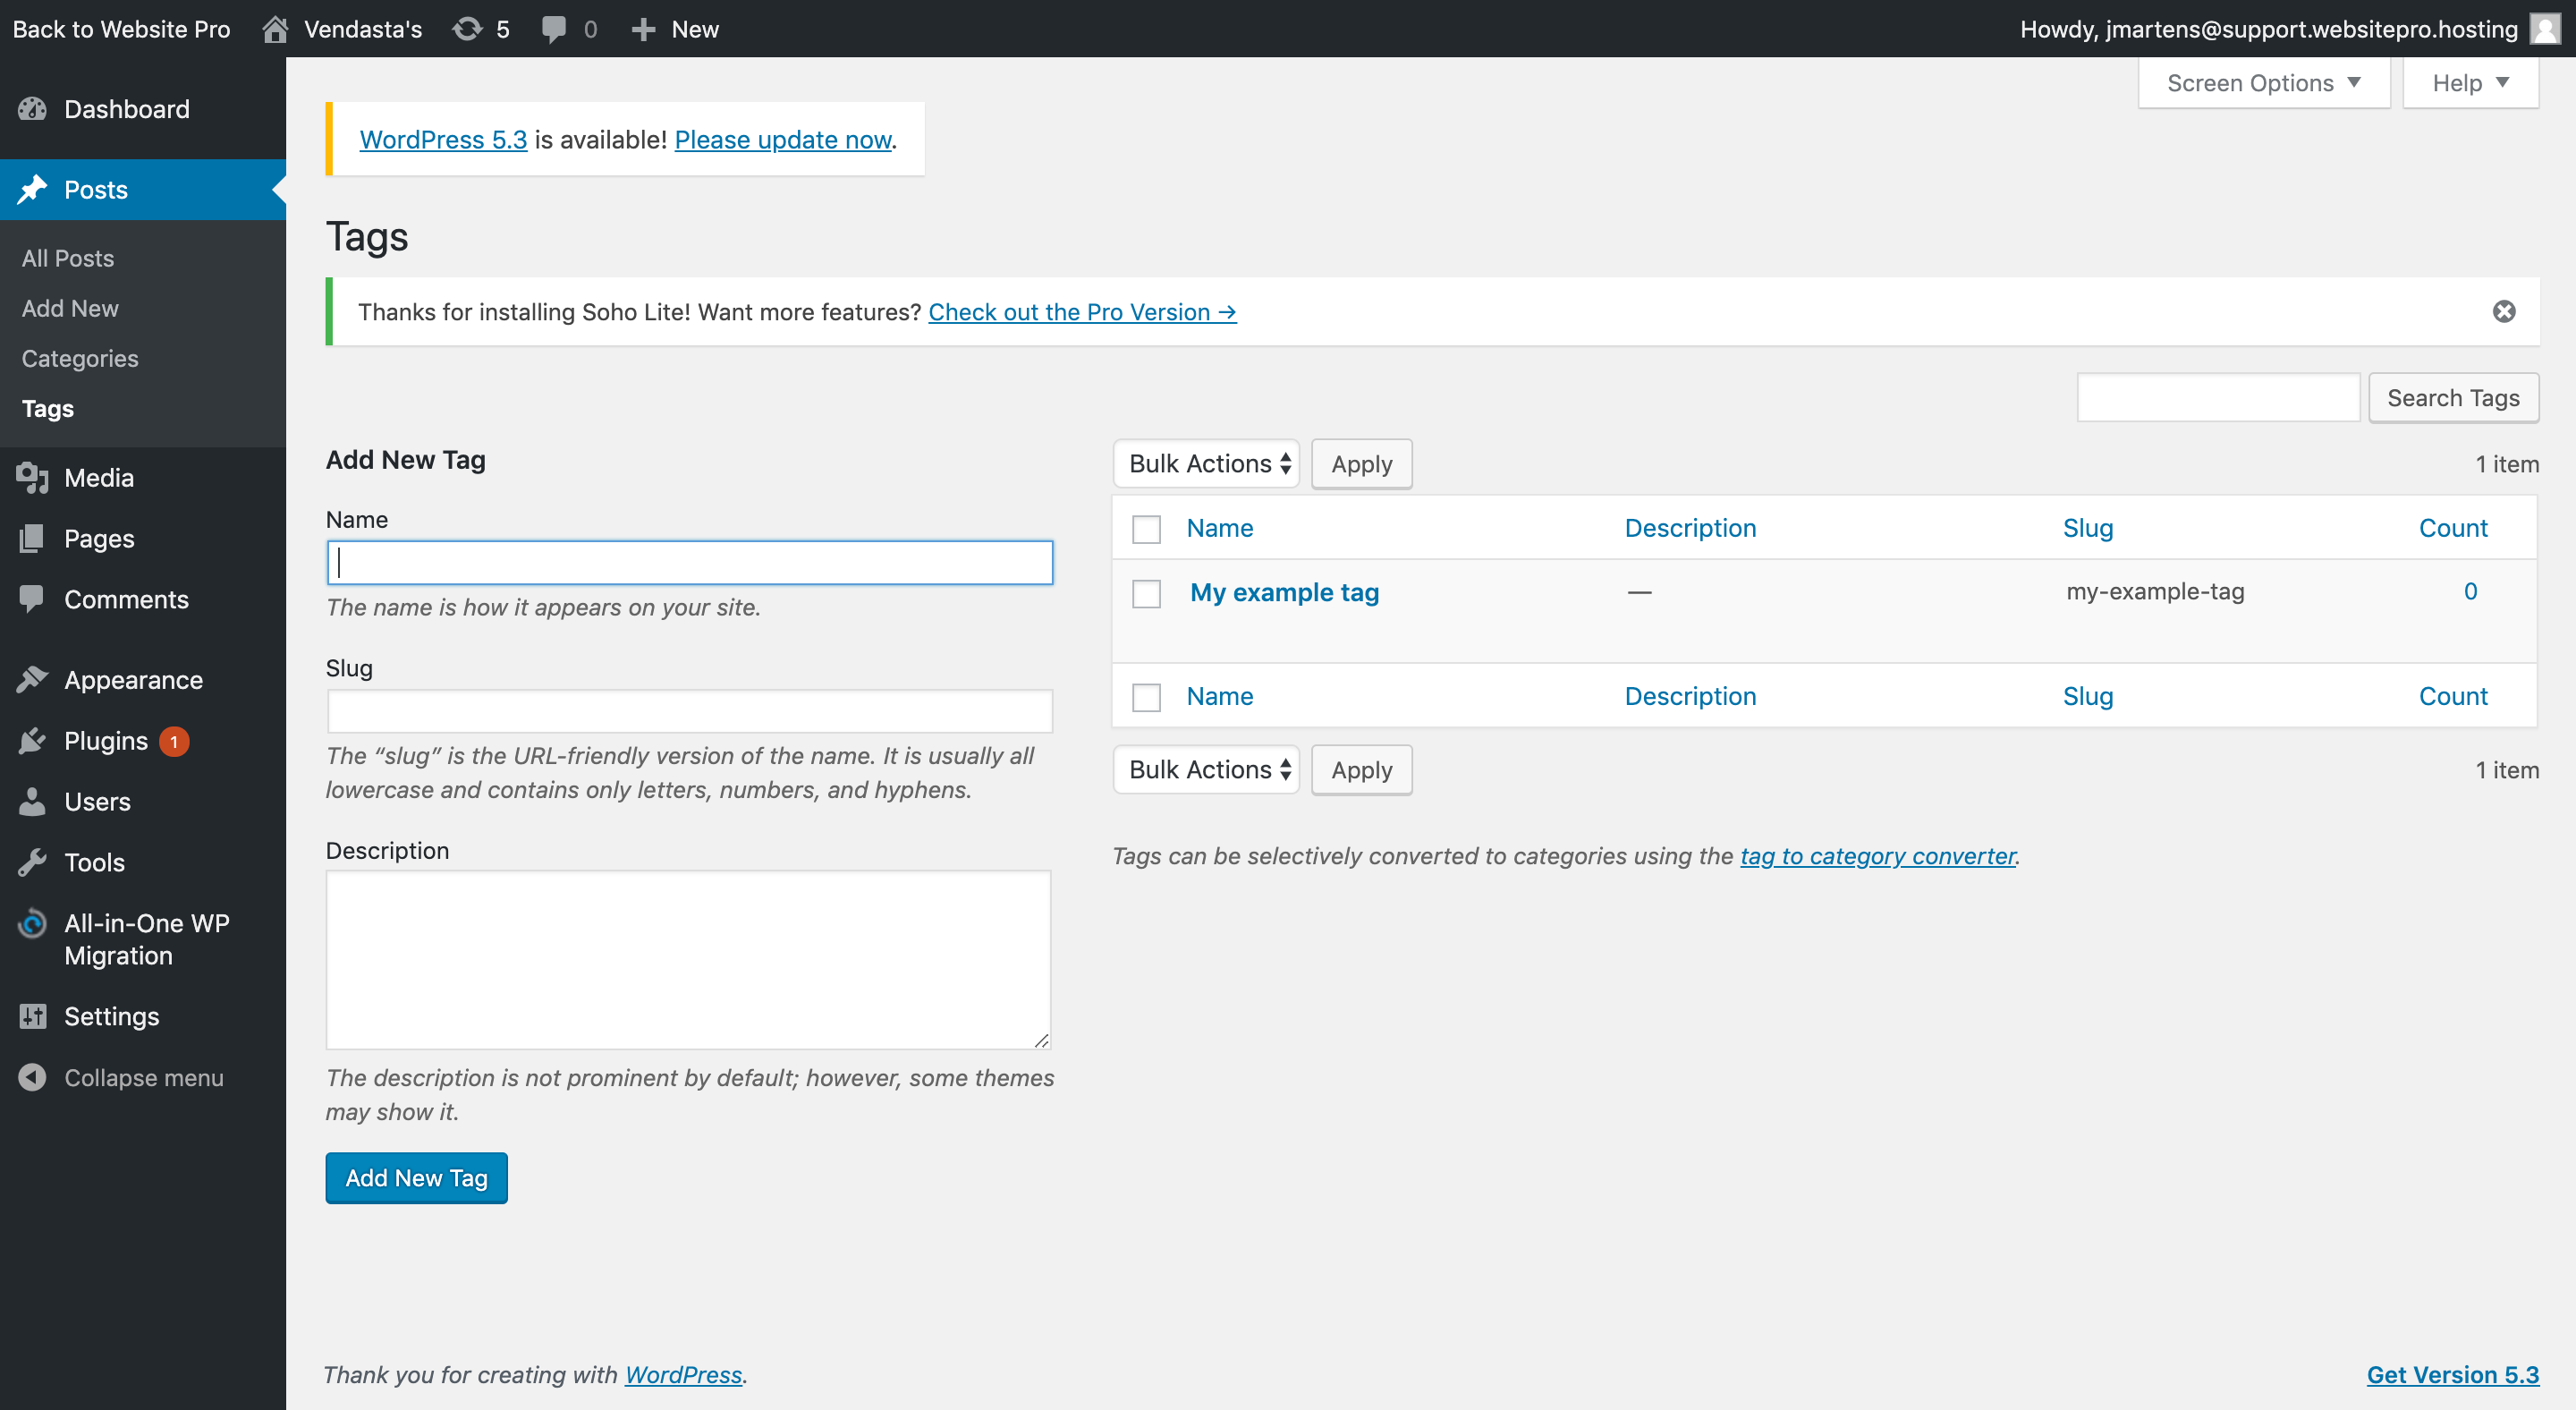 Back to Website Pro Vendasta's 5 0 New Howdy, jmartens@support.websitepro.hosting
Screen Options Help
Dashboard
Posts
All Posts
Add New
Categories
Tags
Media
Pages
Comments
Appearance
Plugins 1
Users
Tools
All-in-One WP
Migration
Settings
Collapse menu
WordPress 5.3 is available! Please update now.
Tags
Thanks for installing Soho Lite! Want more features? Check out the Pro Version →
Search Tags
Add New Tag
Name
The name is how it appears on your site.
Slug
The “slug” is the URL-friendly version of the name. It is usually all
lowercase and contains only letters, numbers, and hyphens.
Description
The description is not prominent by default; however, some themes
may show it.
Add New Tag
Bulk Actions Apply 1 item
Name Description Slug Count
My example tag — my-example-tag 0
Name Description Slug Count
Bulk Actions Apply 1 item
Tags can be selectively converted to categories using the tag to category converter.
Thank you for creating with WordPress. Get Version 5.3